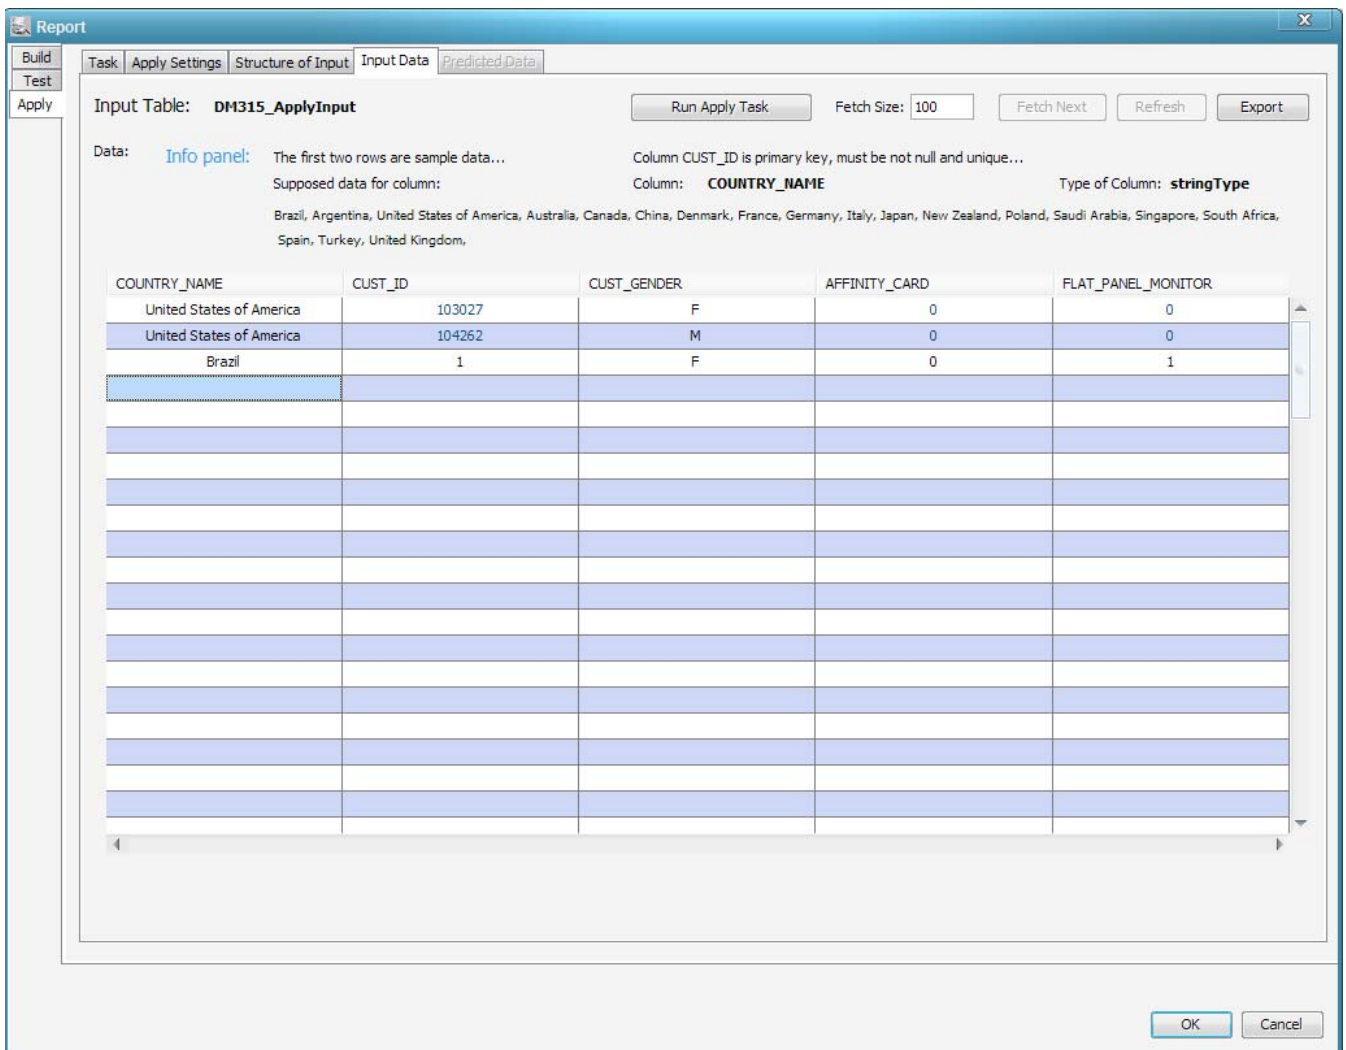 Report
Build
Test
Apply
Task Apply Settings Structure of Input Input Data Predicted Data
Input Table: DM315_ApplyInput Run Apply Task Fetch Size: 100 Fetch Next Refresh Export
Data: Info panel: The first two rows are sample data... Column CUST_ID is primary key, must be not null and unique...
Supposed data for column: Column: COUNTRY_NAME Type of Column: stringType
Brazil, Argentina, United States of America, Australia, Canada, China, Denmark, France, Germany, Italy, Japan, New Zealand, Poland, Saudi Arabia, Singapore, South Africa,
Spain, Turkey, United Kingdom,
COUNTRY_NAME CUST_ID CUST_GENDER AFFINITY_CARD FLAT_PANEL_MONITOR
United States of America 103027 F 0 0
United States of America 104262 M 0 0
Brazil 1 F 0 1
OK Cancel